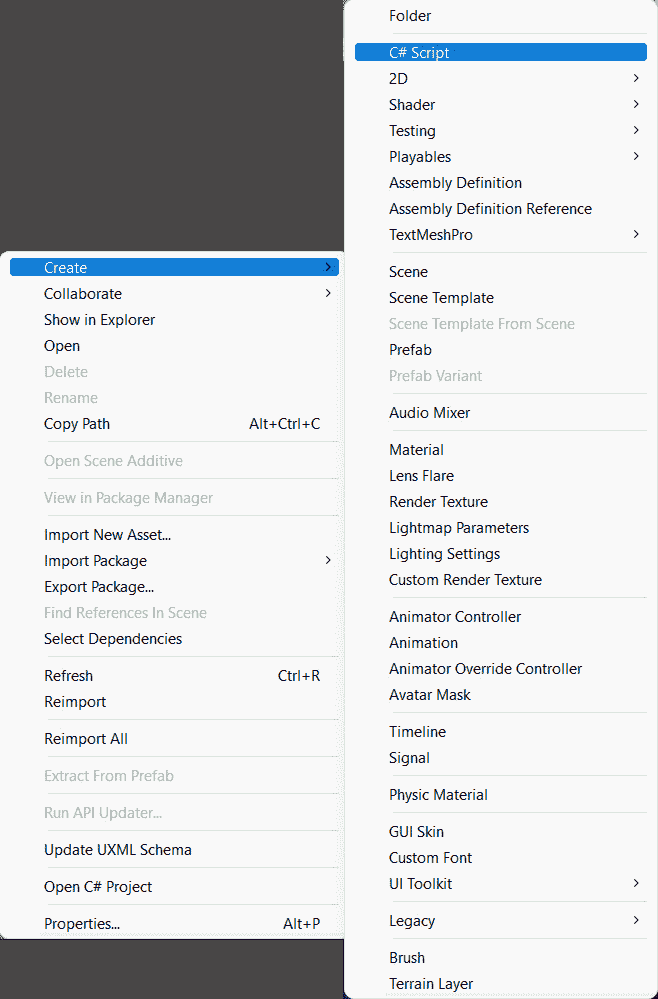 Create
Collaborate
Show in Explorer
Open
Delete
Rename
Copy Path Alt+Ctrl+C
Open Scene Additive
View in Package Manager
Import New Asset...
Import Package
Export Package...
Find References In Scene
Select Dependencies
Refresh Ctrl+R
Reimport
Reimport All
Extract From Prefab
Run API Updater...
Update UXML Schema
Open C# Project
Properties... Alt+P
Folder
C# Script
2D
Shader
Testing
Playables
Assembly Definition
Assembly Definition Reference
TextMeshPro
Scene
Scene Template
Scene Template From Scene
Prefab
Prefab Variant
Audio Mixer
Material
Lens Flare
Render Texture
Lightmap Parameters
Lighting Settings
Custom Render Texture
Animator Controller
Animation
Animator Override Controller
Avatar Mask
Timeline
Signal
Physic Material
GUI Skin
Custom Font
UI Toolkit
Legacy
Brush
Terrain Layer